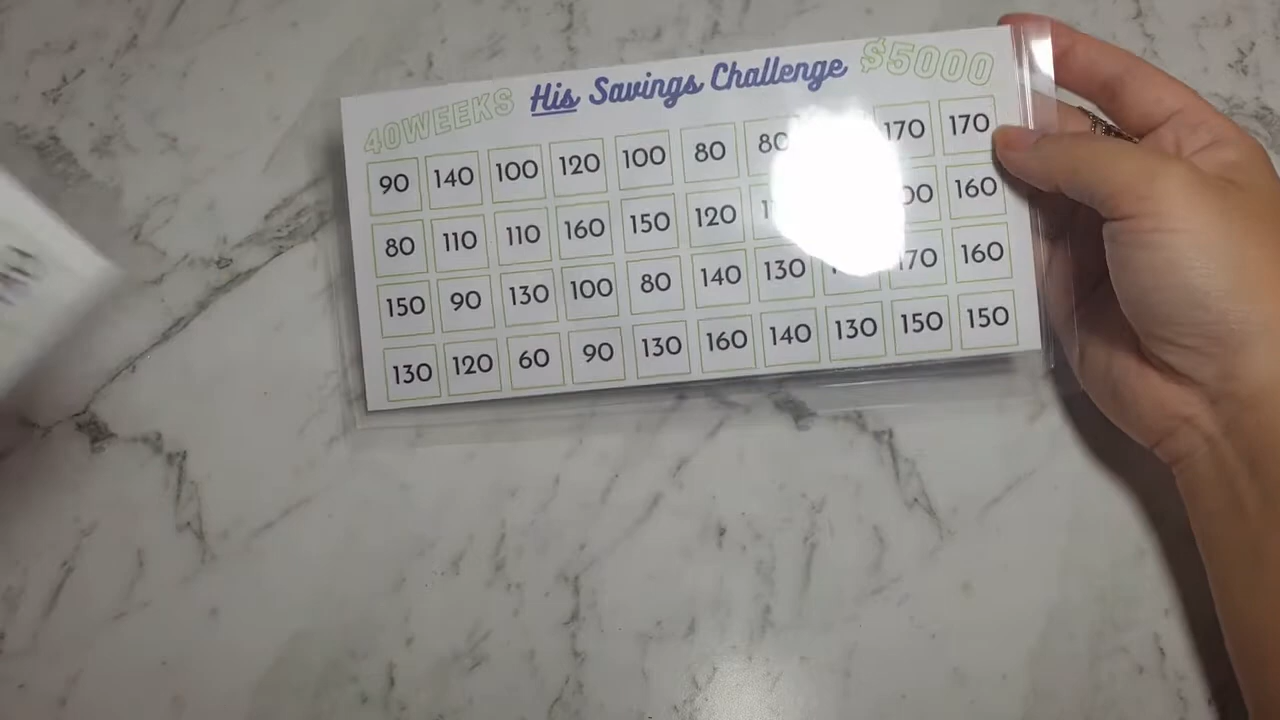 40WEEKS His Savings Challenge $5000
90 140 100 120 100 80 80 170 170
80 110 110 160 150 120 160
150 90 130 100 80 140 130 170 160
130 120 60 90 130 160 140 130 150 150